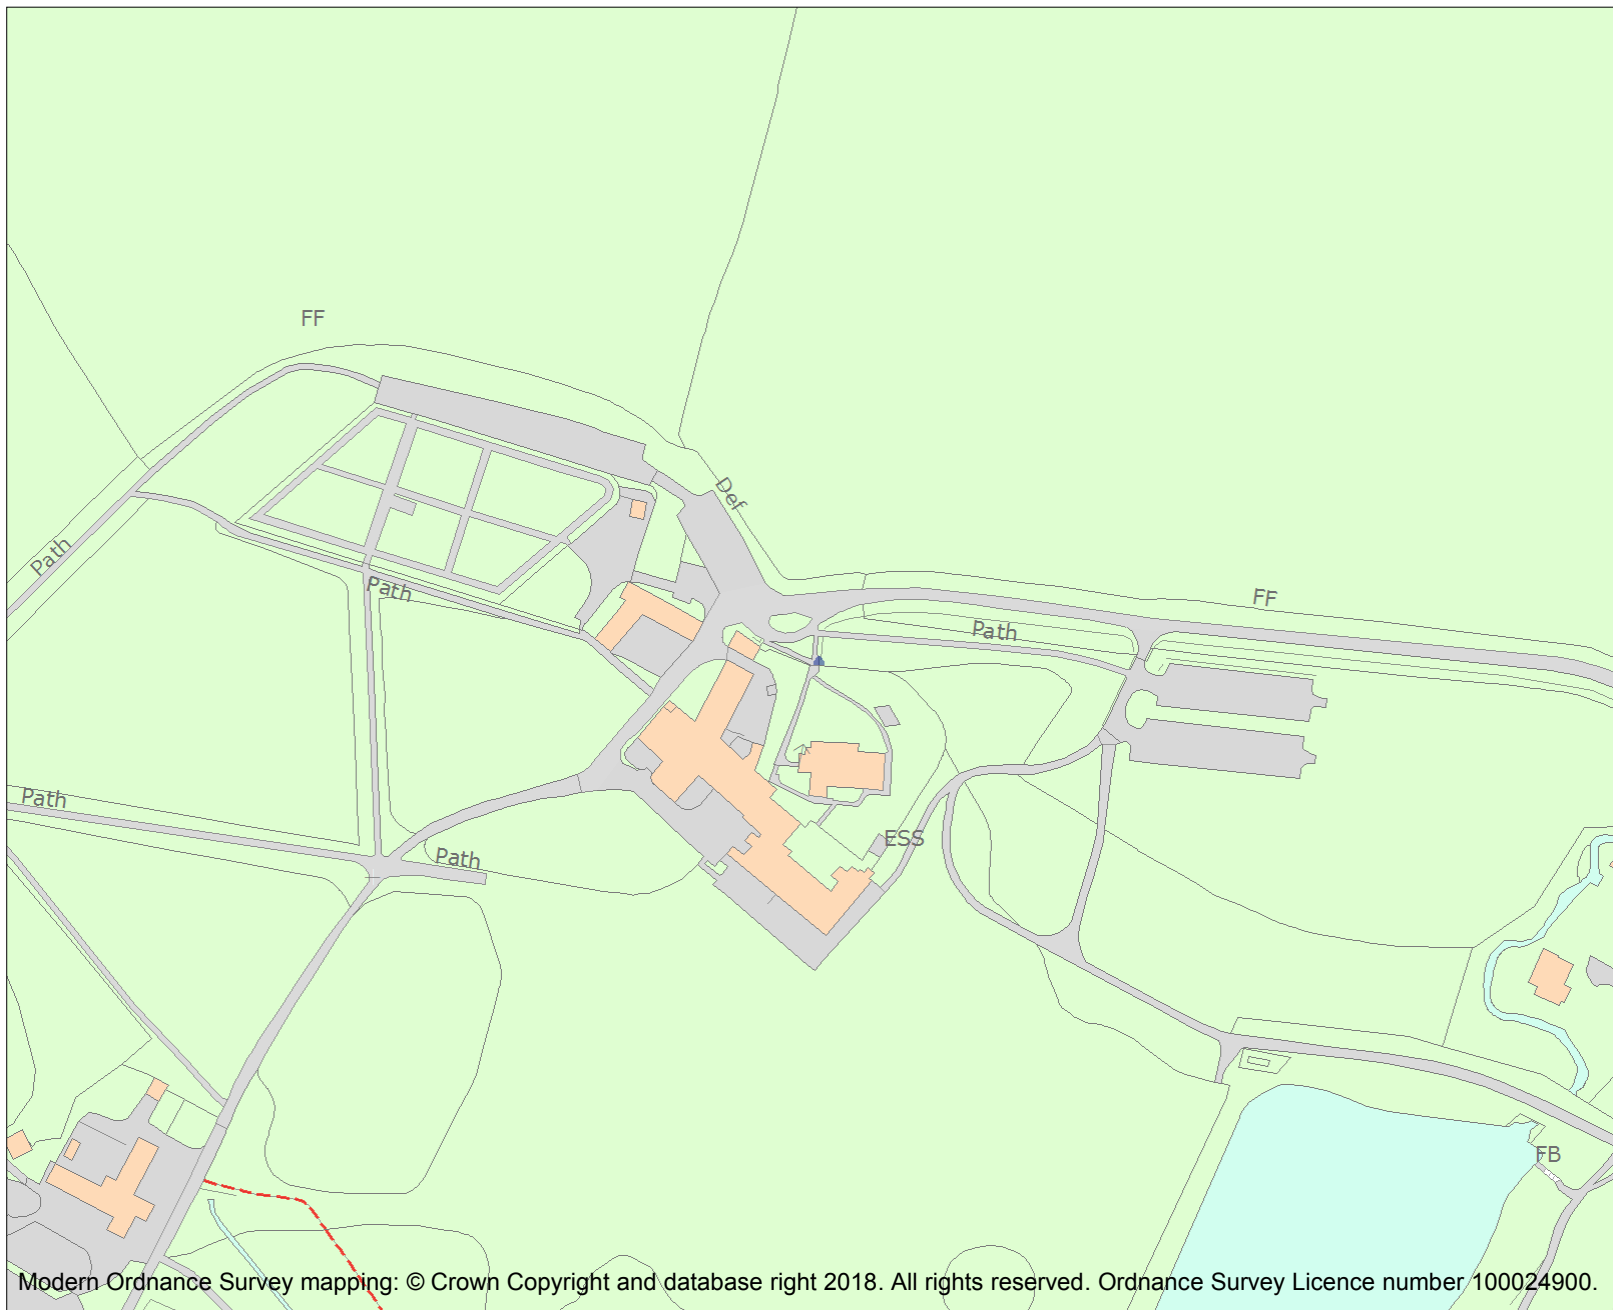 FF
Def
Path
Path
FF
Path
Path
ESS
Path
FB
Modern Ordnance Survey mapping: © Crown Copyright and database right 2018. All rights reserved. Ordnance Survey Licence number 100024900.